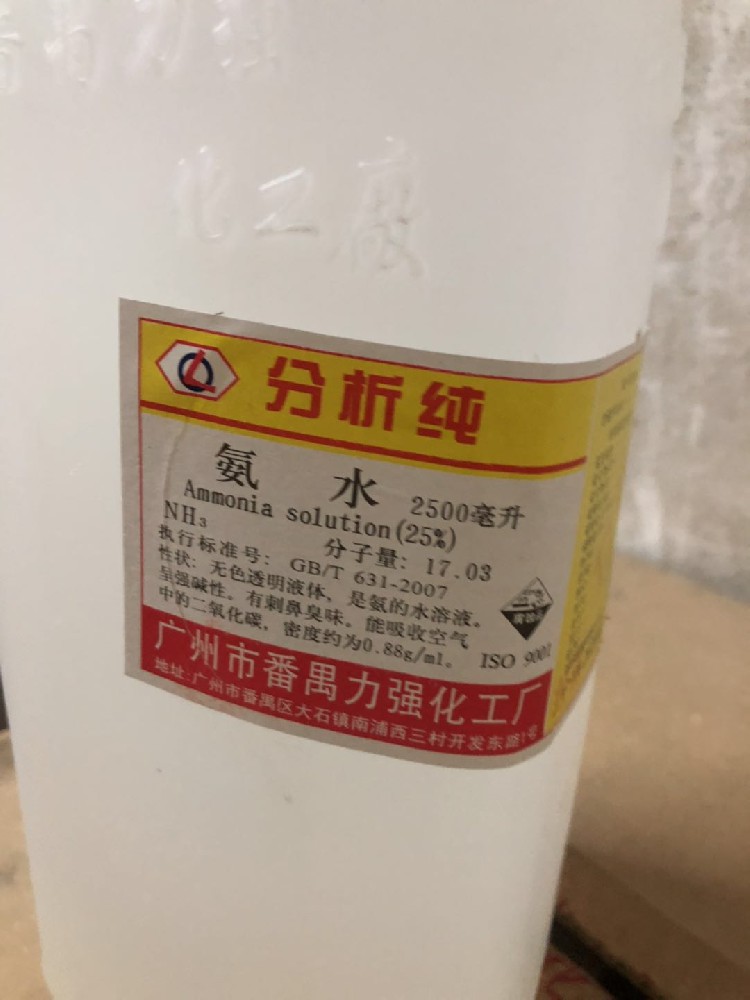 化工廠
分析纯
氨水 2500毫升
Ammonia solution(25%)
NH₃ 分子量: 17.03
执行标准号: GB/T 631-2007
性状: 无色透明液体，是氨的水溶液。
呈强碱性。有刺鼻臭味。能吸收空气
中的二氧化碳，密度约为0.88g/ml。
ISO 9001
广州市番禺力强化工厂
地址:广州市番禺区大石镇南浦西三村开发东路1号